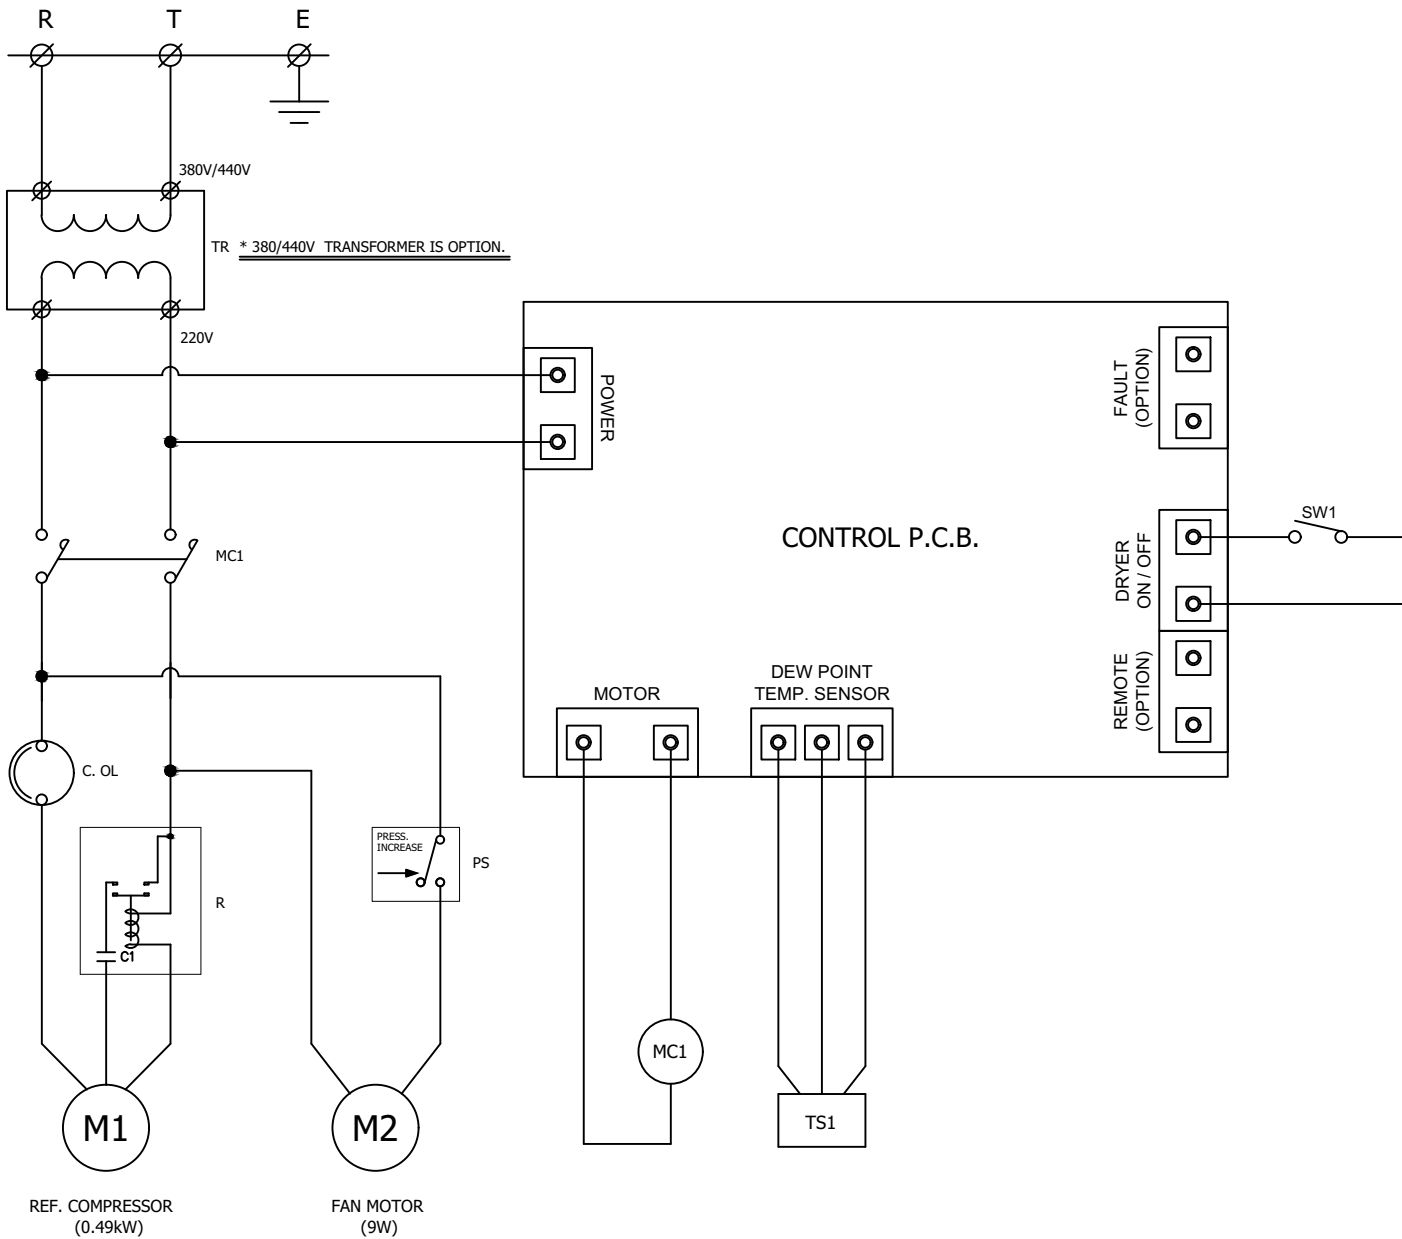 R T E
380V/440V
TR * 380/440V TRANSFORMER IS OPTION.
220V
POWER
FAULT
(OPTION)
CONTROL P.C.B.
SW1
DRYER
ON / OFF
MC1
REMOTE
(OPTION)
MOTOR
DEW POINT
TEMP. SENSOR
C. OL
PRESS.
INCREASE
PS
R
C1
MC1
TS1
M1
M2
REF. COMPRESSOR
(0.49kW)
FAN MOTOR
(9W)